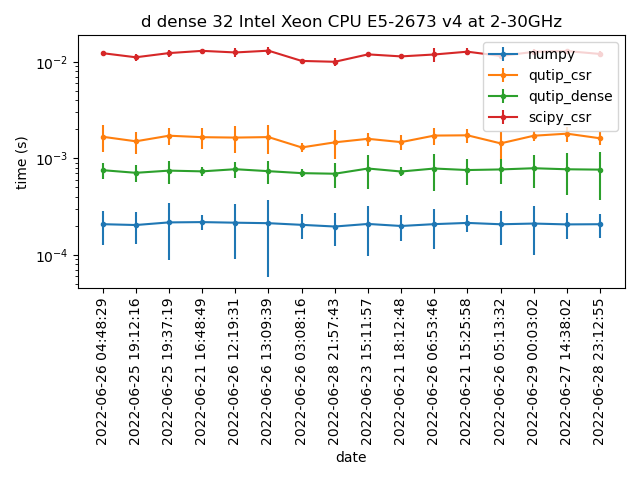 d dense 32 Intel Xeon CPU E5-2673 v4 at 2-30GHz
numpy
qutip_csr
qutip_dense
scipy_csr
time (s)
10⁻²
10⁻³
10⁻⁴
2022-06-26 04:48:29
2022-06-25 19:12:16
2022-06-25 19:37:19
2022-06-21 16:48:49
2022-06-26 12:19:31
2022-06-26 13:09:39
2022-06-26 03:08:16
2022-06-28 21:57:43
2022-06-23 15:11:57
2022-06-21 18:12:48
2022-06-26 06:53:46
2022-06-21 15:25:58
2022-06-26 05:13:32
2022-06-29 00:03:02
2022-06-27 14:38:02
2022-06-28 23:12:55
date